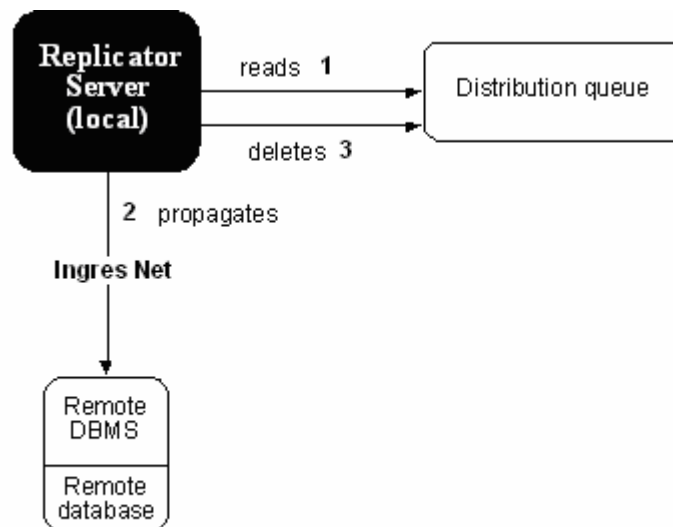 Replicator
Server
(local)
reads 1
Distribution queue
deletes 3
2 propagates
Ingres Net
Remote
DBMS
Remote
database